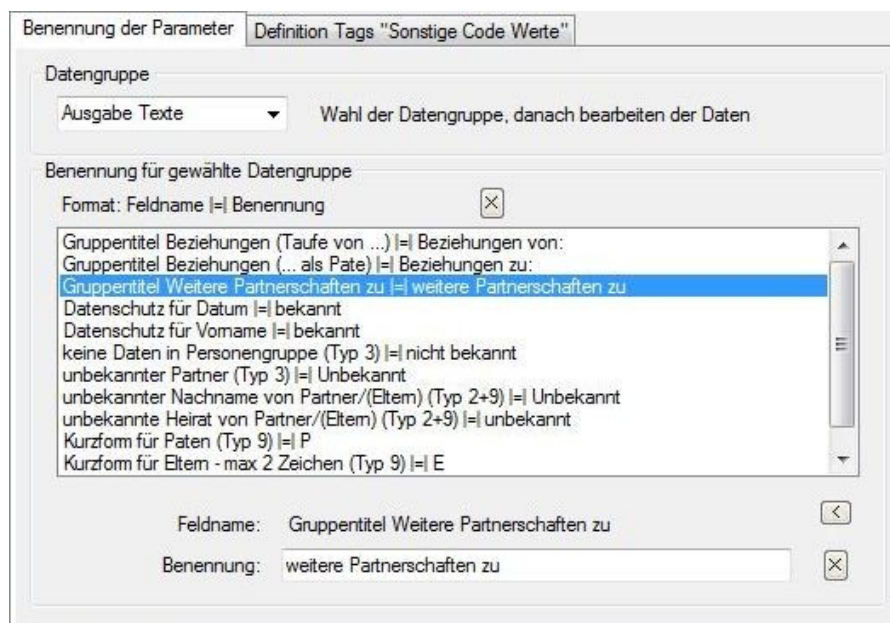 Benennung der Parameter
Definition Tags "Sonstige Code Werte"
Datengruppe
Ausgabe Texte
Wahl der Datengruppe, danach bearbeiten der Daten
Benennung für gewählte Datengruppe
Format: Feldname |=| Benennung
Gruppentitel Beziehungen (Taufe von ...) |=| Beziehungen von:
Gruppentitel Beziehungen (... als Pate) |=| Beziehungen zu:
Gruppentitel Weitere Partnerschaften zu |=| weitere Partnerschaften zu
Datenschutz für Datum |=| bekannt
Datenschutz für Vorname |=| bekannt
keine Daten in Personengruppe (Typ 3) |=| nicht bekannt
unbekannter Partner (Typ 3) |=| Unbekannt
unbekannter Nachname von Partner/(Eltern) (Typ 2+9) |=| Unbekannt
unbekannte Heirat von Partner/(Eltern) (Typ 2+9) |=| unbekannt
Kurzform für Paten (Typ 9) |=| P
Kurzform für Eltern - max 2 Zeichen (Typ 9) |=| E
Feldname: Gruppentitel Weitere Partnerschaften zu
<
Benennung: weitere Partnerschaften zu